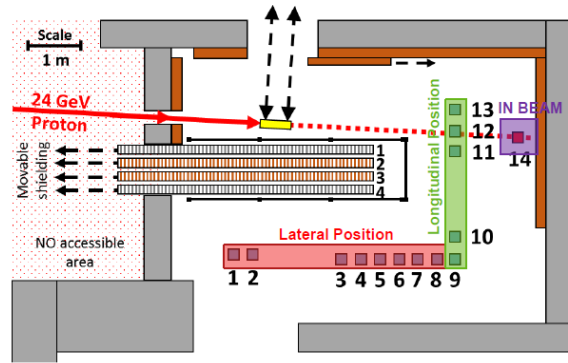 Scale
1 m
24 GeV
Proton
Movable
shielding
1
2
3
4
NO accessible
area
Lateral Position
1 2 3 4 5 6 7 8 9
Longitudinal Position
10
11
12
13
IN BEAM
14